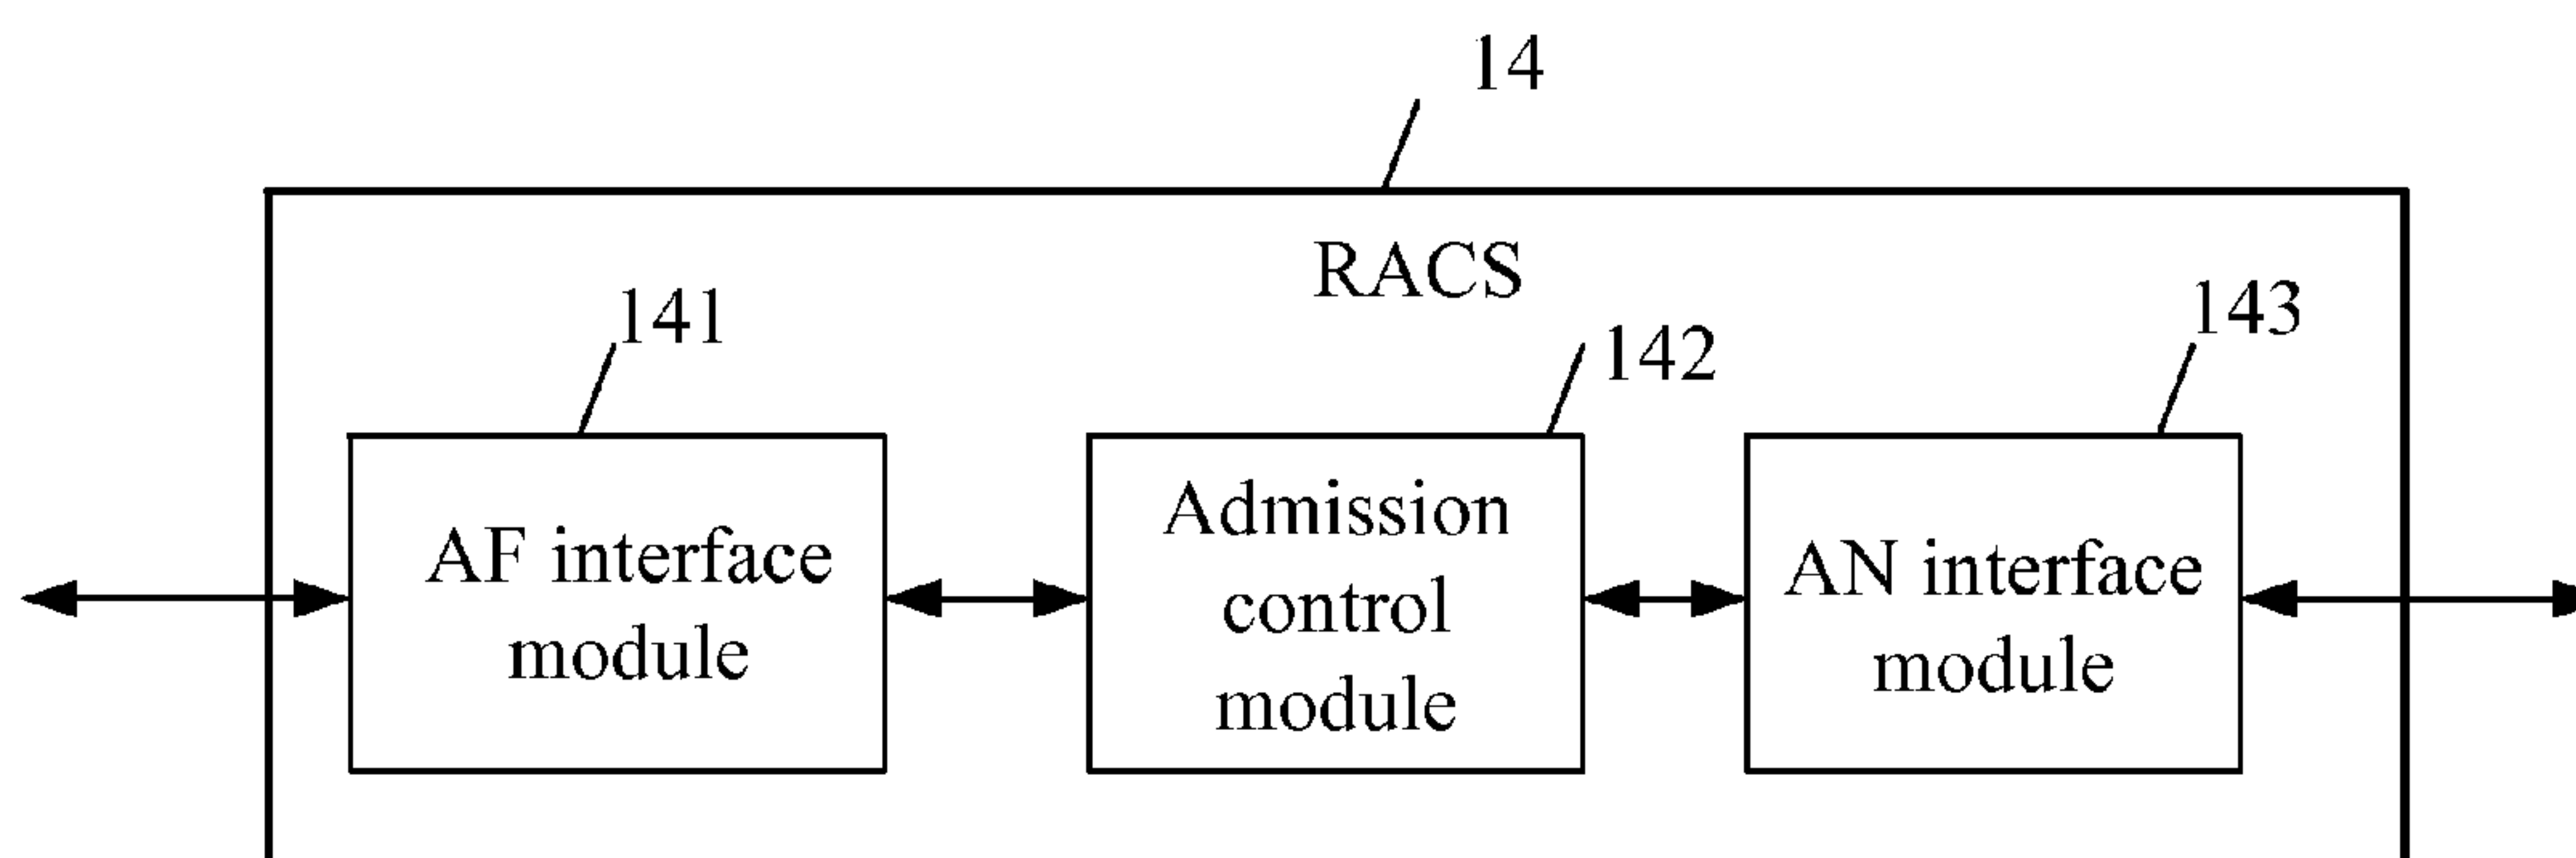 14
RACS
141
142
143
AF interface
module
Admission
control
module
AN interface
module